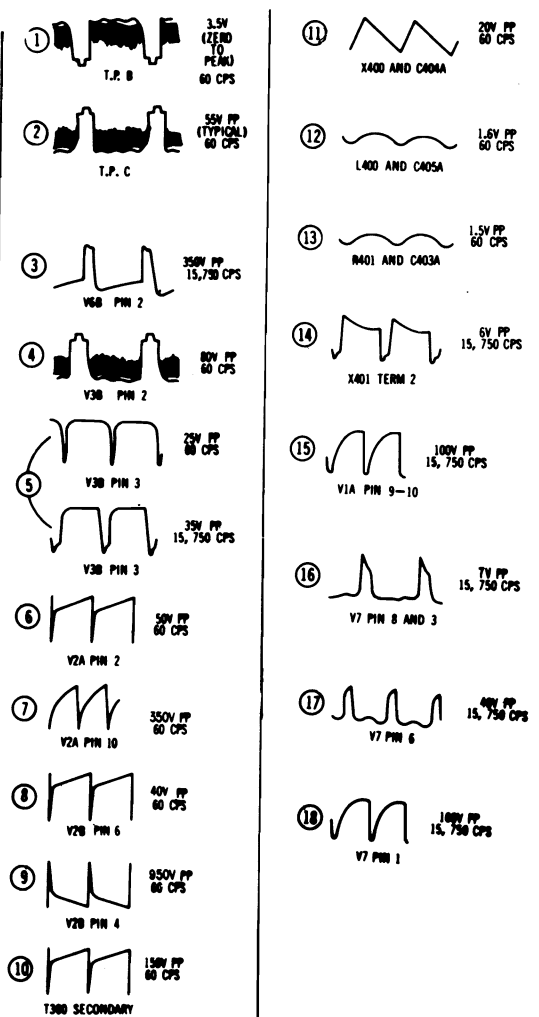 1
3.5V
(ZERO
TO
PEAK)
60 CPS
T.P. B
2
55V PP
(TYPICAL)
60 CPS
T.P. C
3
350V PP
15,750 CPS
V6B PIN 2
4
80V PP
60 CPS
V3B PIN 2
5
25V PP
60 CPS
V3B PIN 3
35V PP
15,750 CPS
V3B PIN 3
6
50V PP
60 CPS
V2A PIN 2
7
350V PP
60 CPS
V2A PIN 10
8
40V PP
60 CPS
V2B PIN 6
9
950V PP
60 CPS
V2B PIN 4
10
150V PP
60 CPS
T300 SECONDARY
11
20V PP
60 CPS
X400 AND C404A
12
1.6V PP
60 CPS
L400 AND C405A
13
1.5V PP
60 CPS
R401 AND C403A
14
6V PP
15,750 CPS
X401 TERM 2
15
100V PP
15,750 CPS
V1A PIN 9-10
16
7V PP
15,750 CPS
V7 PIN 8 AND 3
17
40V PP
15,750 CPS
V7 PIN 6
18
100V PP
15,750 CPS
V7 PIN 1